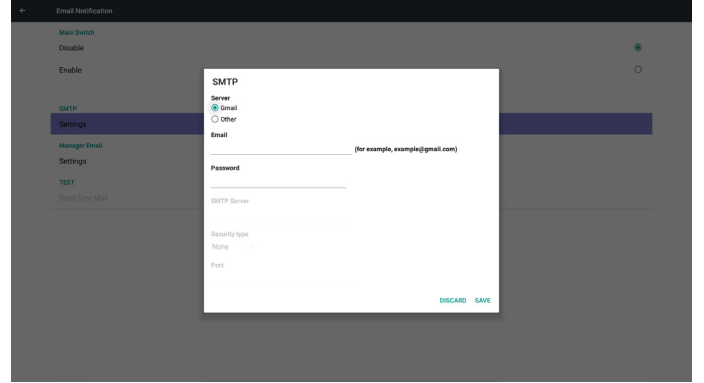 Email Notification
Main Switch
Disable
Enable
SMTP
Settings
Manager Email
Settings
TEST
Send Test Mail
SMTP
Server
Gmail
Other
Email
(for example, example@gmail.com)
Password
SMTP Server
Security type
None
Port
DISCARD SAVE